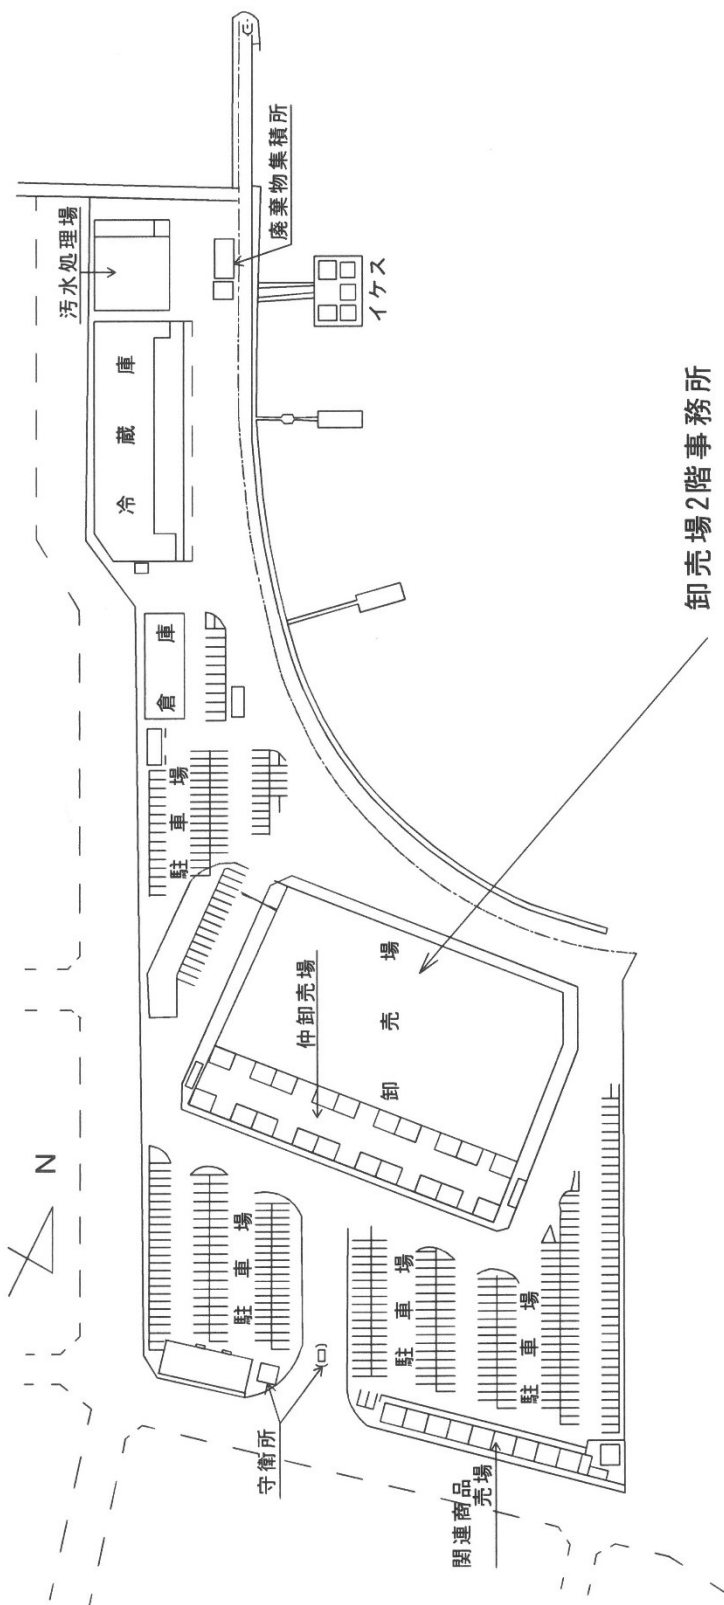 汚水処理場
廃棄物集積所
イケス
冷蔵庫
倉庫
駐車場
仲卸売場
卸売場
卸売場2階事務所
N
駐車場
駐車場
駐車場
守衛所
関連商品
売場